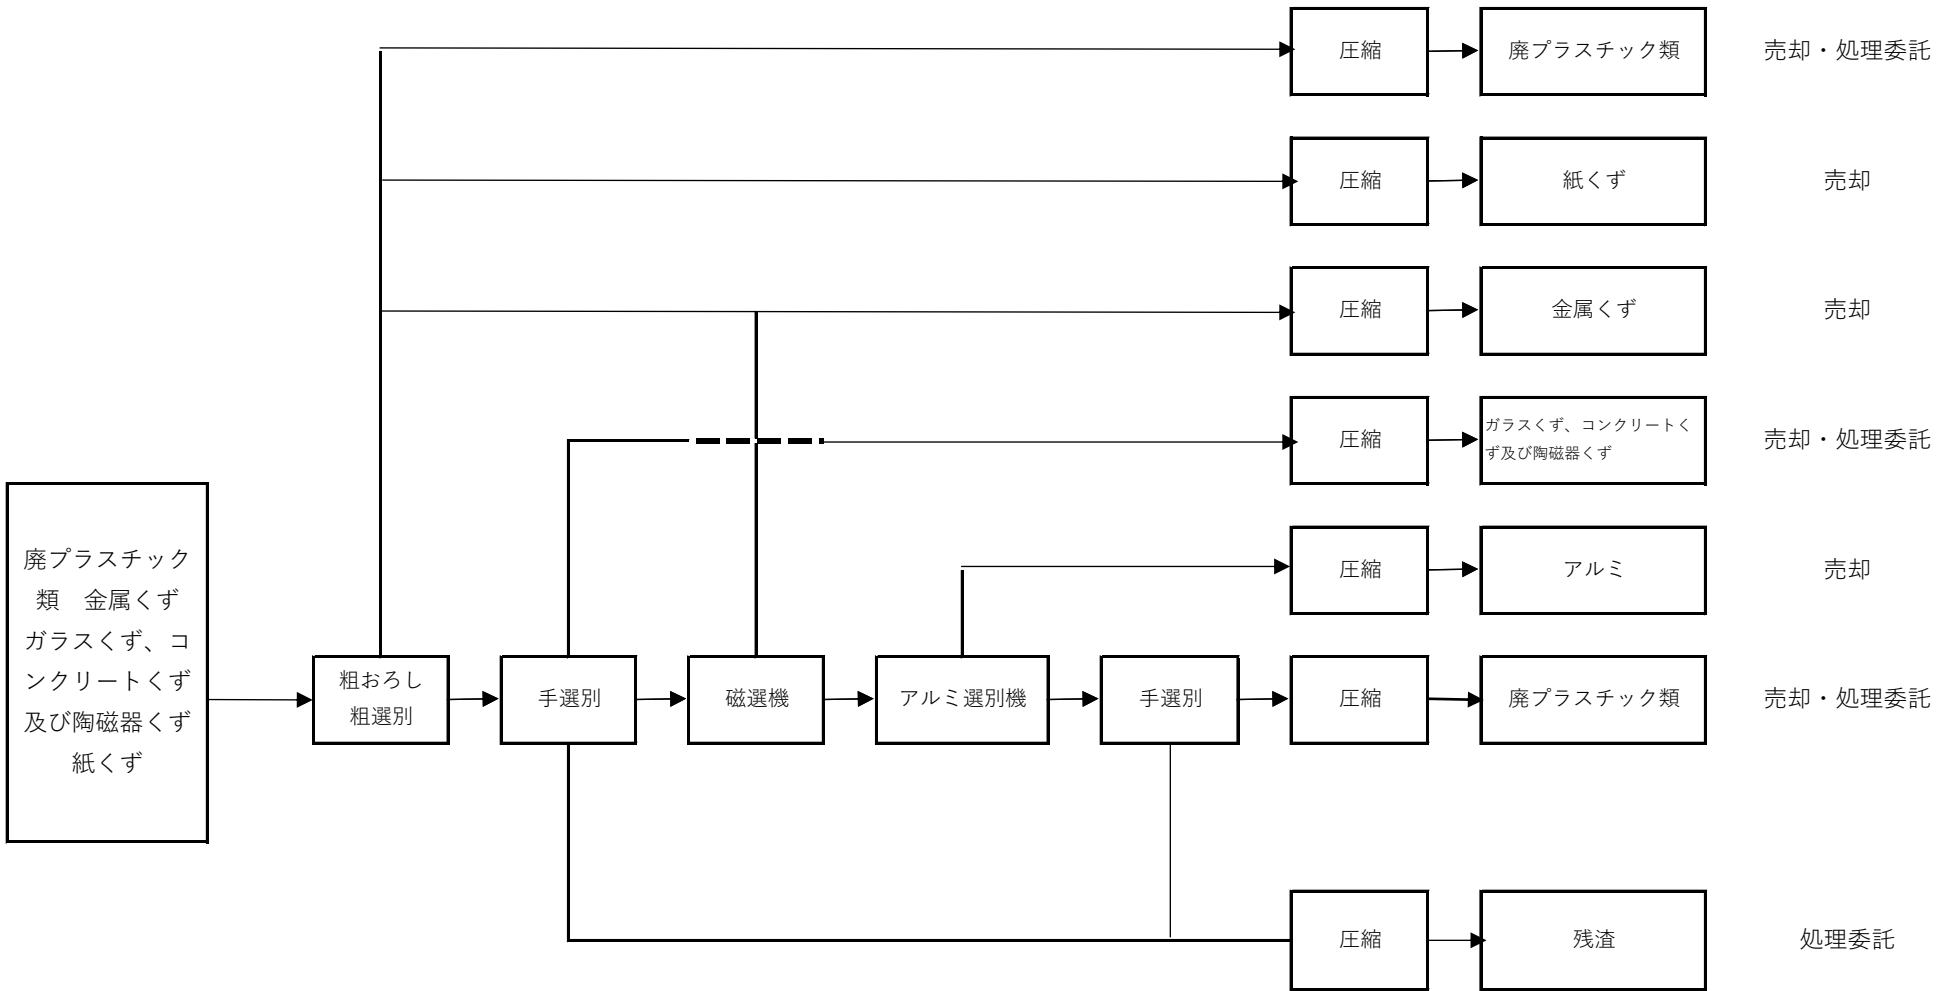 圧縮 廃プラスチック類 売却・処理委託
圧縮 紙くず 売却
圧縮 金属くず 売却
圧縮 ガラスくず、コンクリートく 売却・処理委託
ず及び陶磁器くず
圧縮 アルミ 売却
廃プラスチック
類　金属くず
ガラスくず、コ
ンクリートくず
及び陶磁器くず
紙くず
粗おろし
粗選別
手選別 磁選機 アルミ選別機 手選別 圧縮 廃プラスチック類 売却・処理委託
圧縮 残渣 処理委託